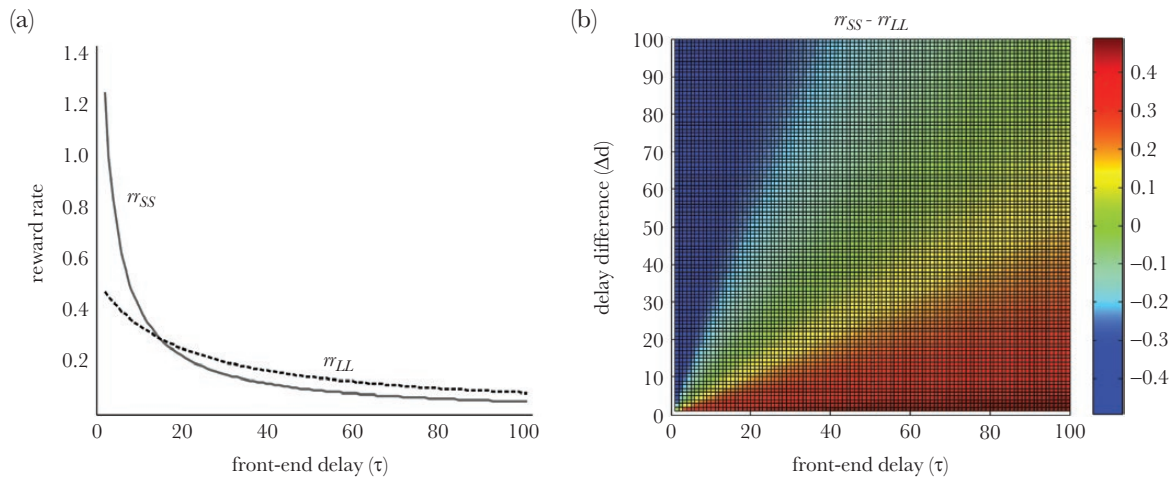 (a)
1.4
1.2
1.0
0.8
0.6
0.4
0.2
reward rate
rr_SS
rr_LL
0 20 40 60 80 100
front-end delay (τ)
(b)
rr_SS - rr_LL
100
90
80
70
60
50
40
30
20
10
0
delay difference (Δd)
0 20 40 60 80 100
front-end delay (τ)
0.4
0.3
0.2
0.1
0
−0.1
−0.2
−0.3
−0.4